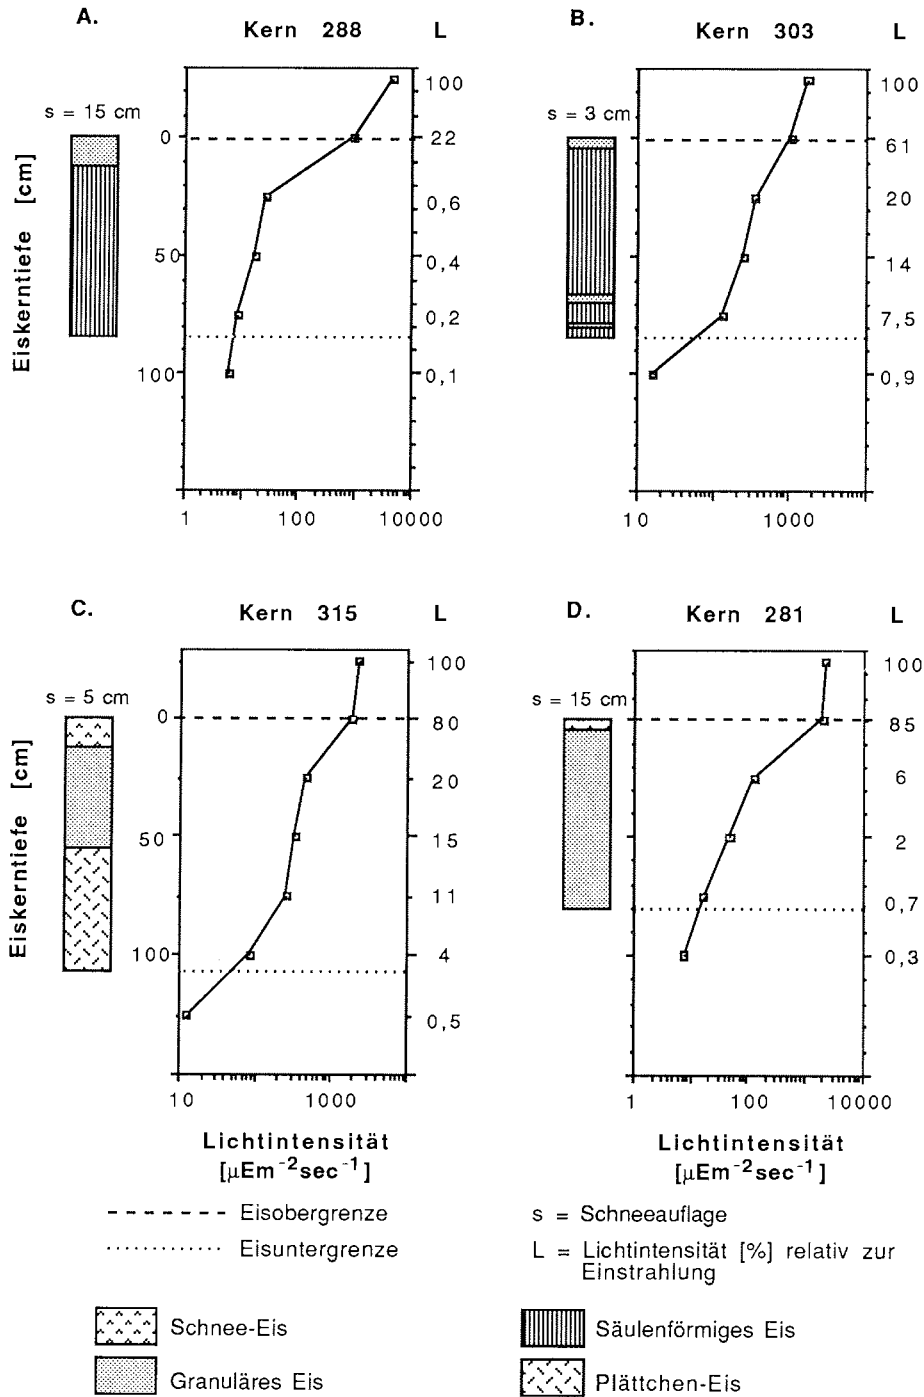 A.
Kern 288 L
s = 15 cm
Eiskerntiefe [cm]
0
50
100
100
22
0,6
0,4
0,2
0,1
1 100 10000
B.
Kern 303 L
s = 3 cm
100
61
20
14
7,5
0,9
10 1000
C.
Kern 315 L
s = 5 cm
Eiskerntiefe [cm]
0
50
100
100
80
20
15
11
4
0,5
10 1000
Lichtintensität
[µEm⁻²sec⁻¹]
D.
Kern 281 L
s = 15 cm
100
85
6
2
0,7
0,3
1 100 10000
Lichtintensität
[µEm⁻²sec⁻¹]
Eisobergrenze
Eisuntergrenze
s = Schneeauflage
L = Lichtintensität [%] relativ zur
Einstrahlung
Schnee-Eis
Granuläres Eis
Säulenförmiges Eis
Plättchen-Eis